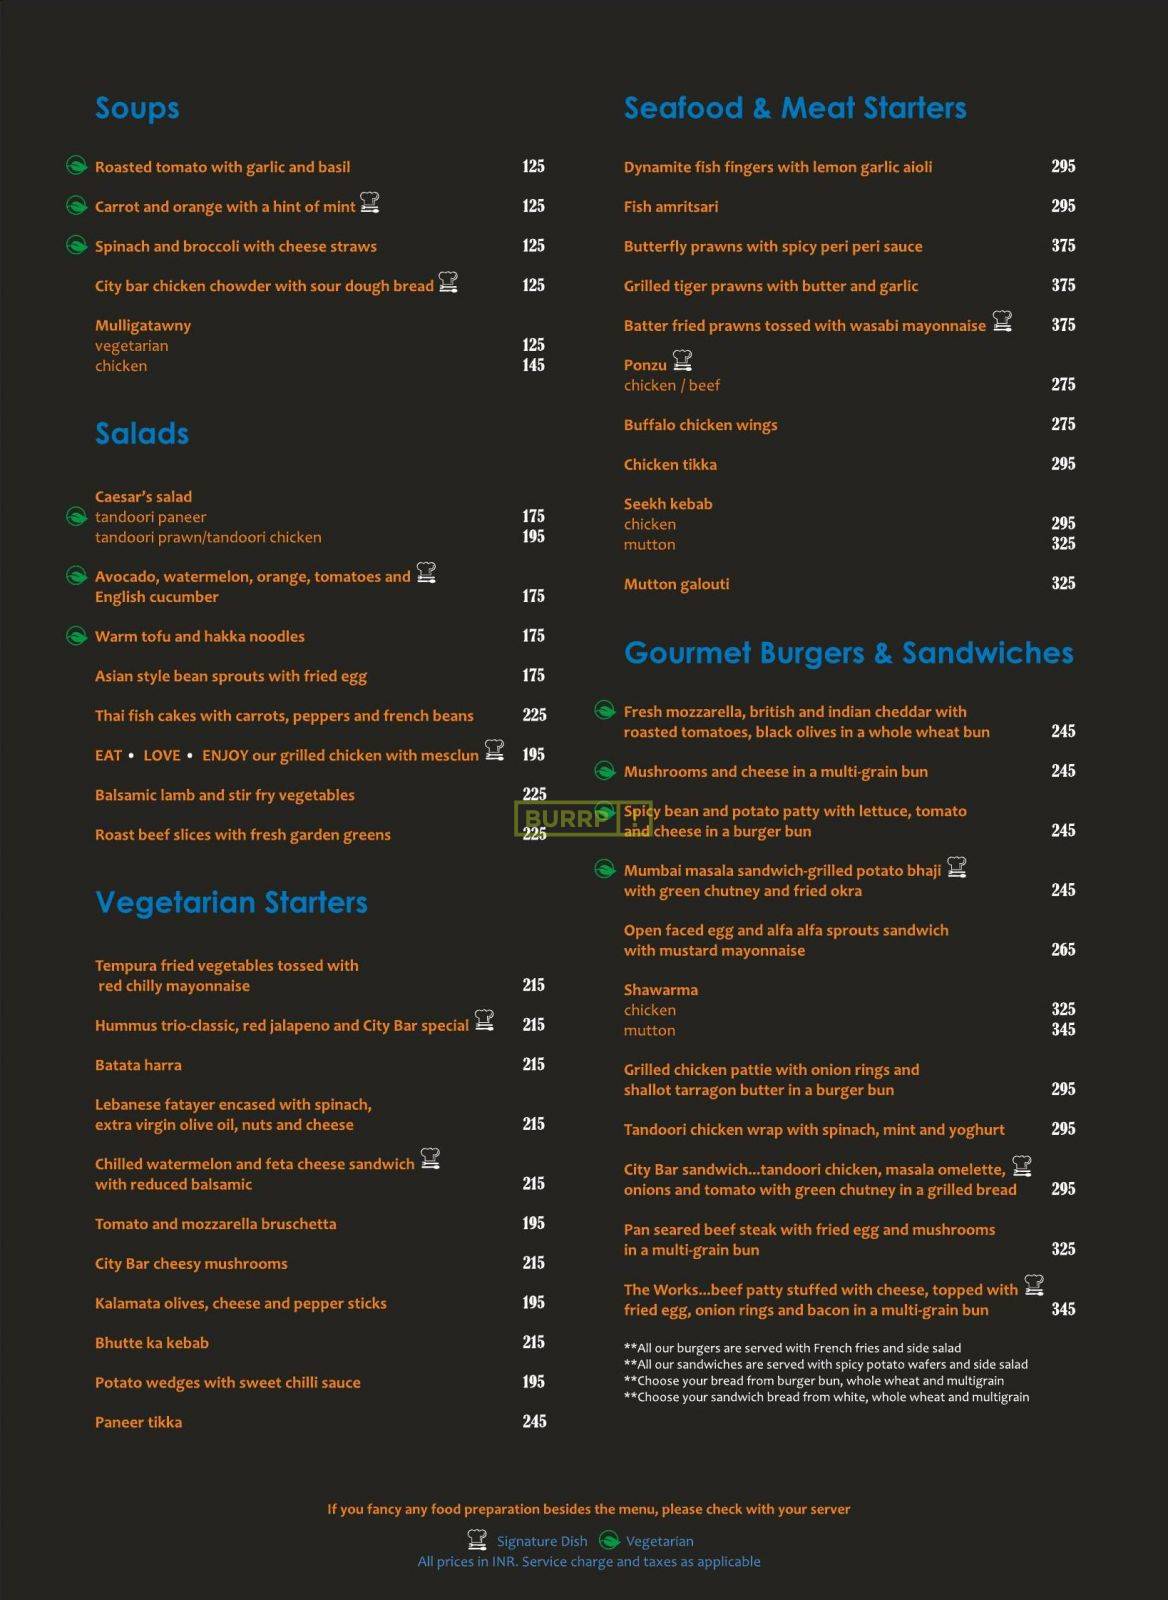 Soups
Roasted tomato with garlic and basil 125
Carrot and orange with a hint of mint 125
Spinach and broccoli with cheese straws 125
City bar chicken chowder with sour dough bread 125
Mulligatawny
vegetarian 125
chicken 145
Salads
Caesar's salad
tandoori paneer 175
tandoori prawn/tandoori chicken 195
Avocado, watermelon, orange, tomatoes and
English cucumber 175
Warm tofu and hakka noodles 175
Asian style bean sprouts with fried egg 175
Thai fish cakes with carrots, peppers and french beans 225
EAT • LOVE • ENJOY our grilled chicken with mesclun 195
Balsamic lamb and stir fry vegetables 225
Roast beef slices with fresh garden greens 225
Vegetarian Starters
Tempura fried vegetables tossed with
red chilly mayonnaise 215
Hummus trio-classic, red jalapeno and City Bar special 215
Batata harra 215
Lebanese fatayer encased with spinach,
extra virgin olive oil, nuts and cheese 215
Chilled watermelon and feta cheese sandwich
with reduced balsamic 215
Tomato and mozzarella bruschetta 195
City Bar cheesy mushrooms 215
Kalamata olives, cheese and pepper sticks 195
Bhutte ka kebab 215
Potato wedges with sweet chilli sauce 195
Paneer tikka 245
Seafood & Meat Starters
Dynamite fish fingers with lemon garlic aioli 295
Fish amritsari 295
Butterfly prawns with spicy peri peri sauce 375
Grilled tiger prawns with butter and garlic 375
Batter fried prawns tossed with wasabi mayonnaise 375
Ponzu
chicken / beef 275
Buffalo chicken wings 275
Chicken tikka 295
Seekh kebab
chicken 295
mutton 325
Mutton galouti 325
Gourmet Burgers & Sandwiches
Fresh mozzarella, british and indian cheddar with
roasted tomatoes, black olives in a whole wheat bun 245
Mushrooms and cheese in a multi-grain bun 245
Spicy bean and potato patty with lettuce, tomato
and cheese in a burger bun 245
BURRP!
Mumbai masala sandwich-grilled potato bhaji
with green chutney and fried okra 245
Open faced egg and alfa alfa sprouts sandwich
with mustard mayonnaise 265
Shawarma
chicken 325
mutton 345
Grilled chicken pattie with onion rings and
shallot tarragon butter in a burger bun 295
Tandoori chicken wrap with spinach, mint and yoghurt 295
City Bar sandwich...tandoori chicken, masala omelette,
onions and tomato with green chutney in a grilled bread 295
Pan seared beef steak with fried egg and mushrooms
in a multi-grain bun 325
The Works...beef patty stuffed with cheese, topped with
fried egg, onion rings and bacon in a multi-grain bun 345
**All our burgers are served with French fries and side salad
**All our sandwiches are served with spicy potato wafers and side salad
**Choose your bread from burger bun, whole wheat and multigrain
**Choose your sandwich bread from white, whole wheat and multigrain
If you fancy any food preparation besides the menu, please check with your server
Signature Dish Vegetarian
All prices in INR. Service charge and taxes as applicable